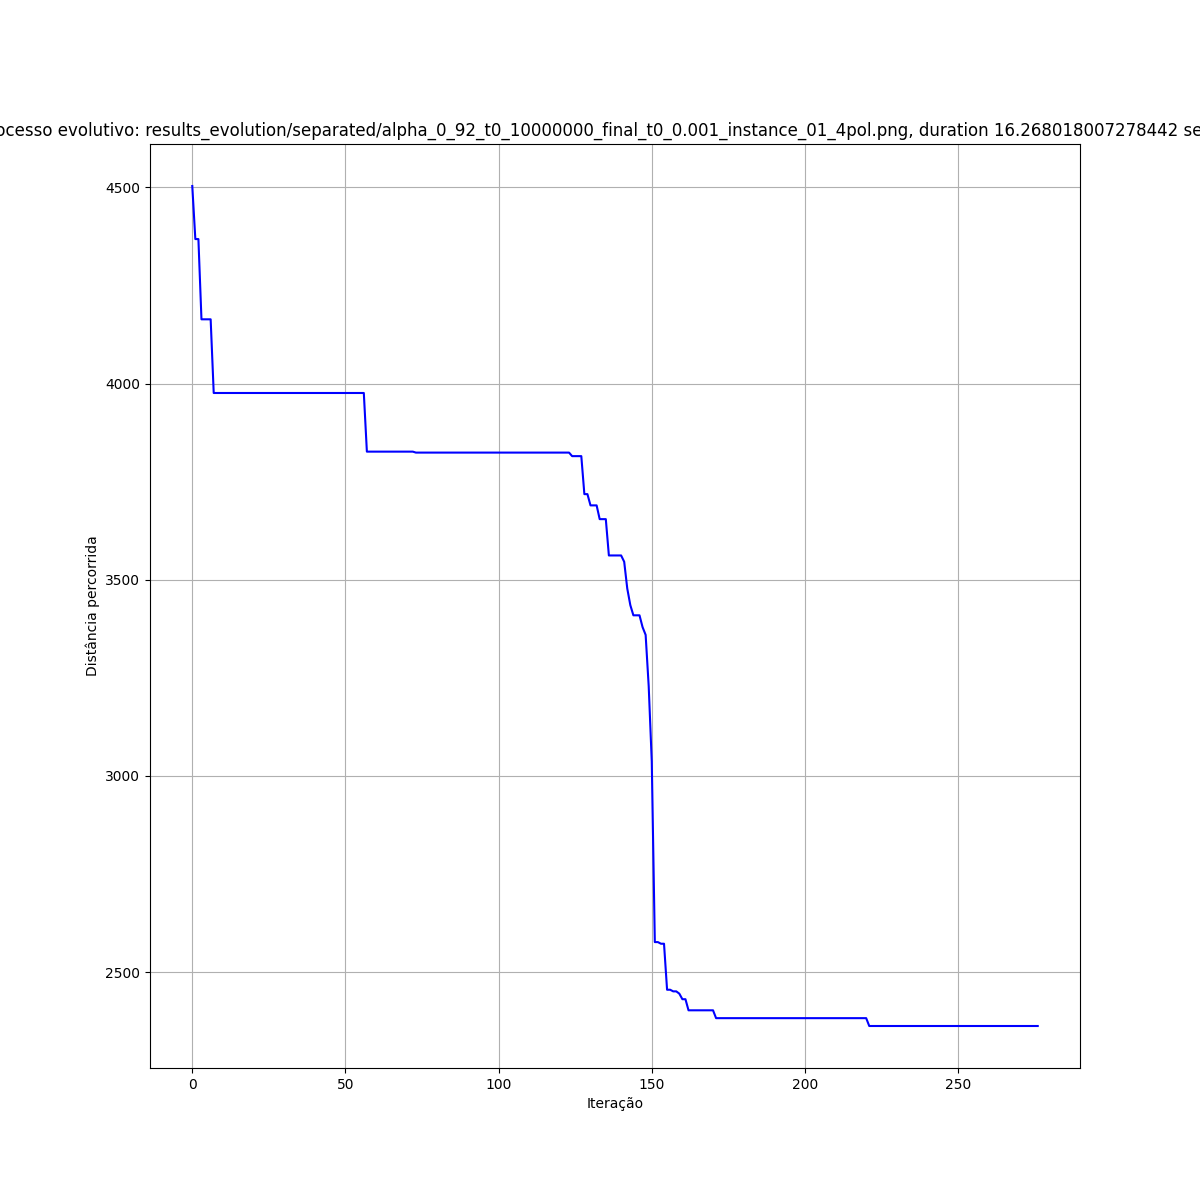 ocesso evolutivo: results_evolution/separated/alpha_0_92_t0_10000000_final_t0_0.001_instance_01_4pol.png, duration 16.268018007278442 se
4500
4000
3500
3000
2500
Distância percorrida
0 50 100 150 200 250
Iteração